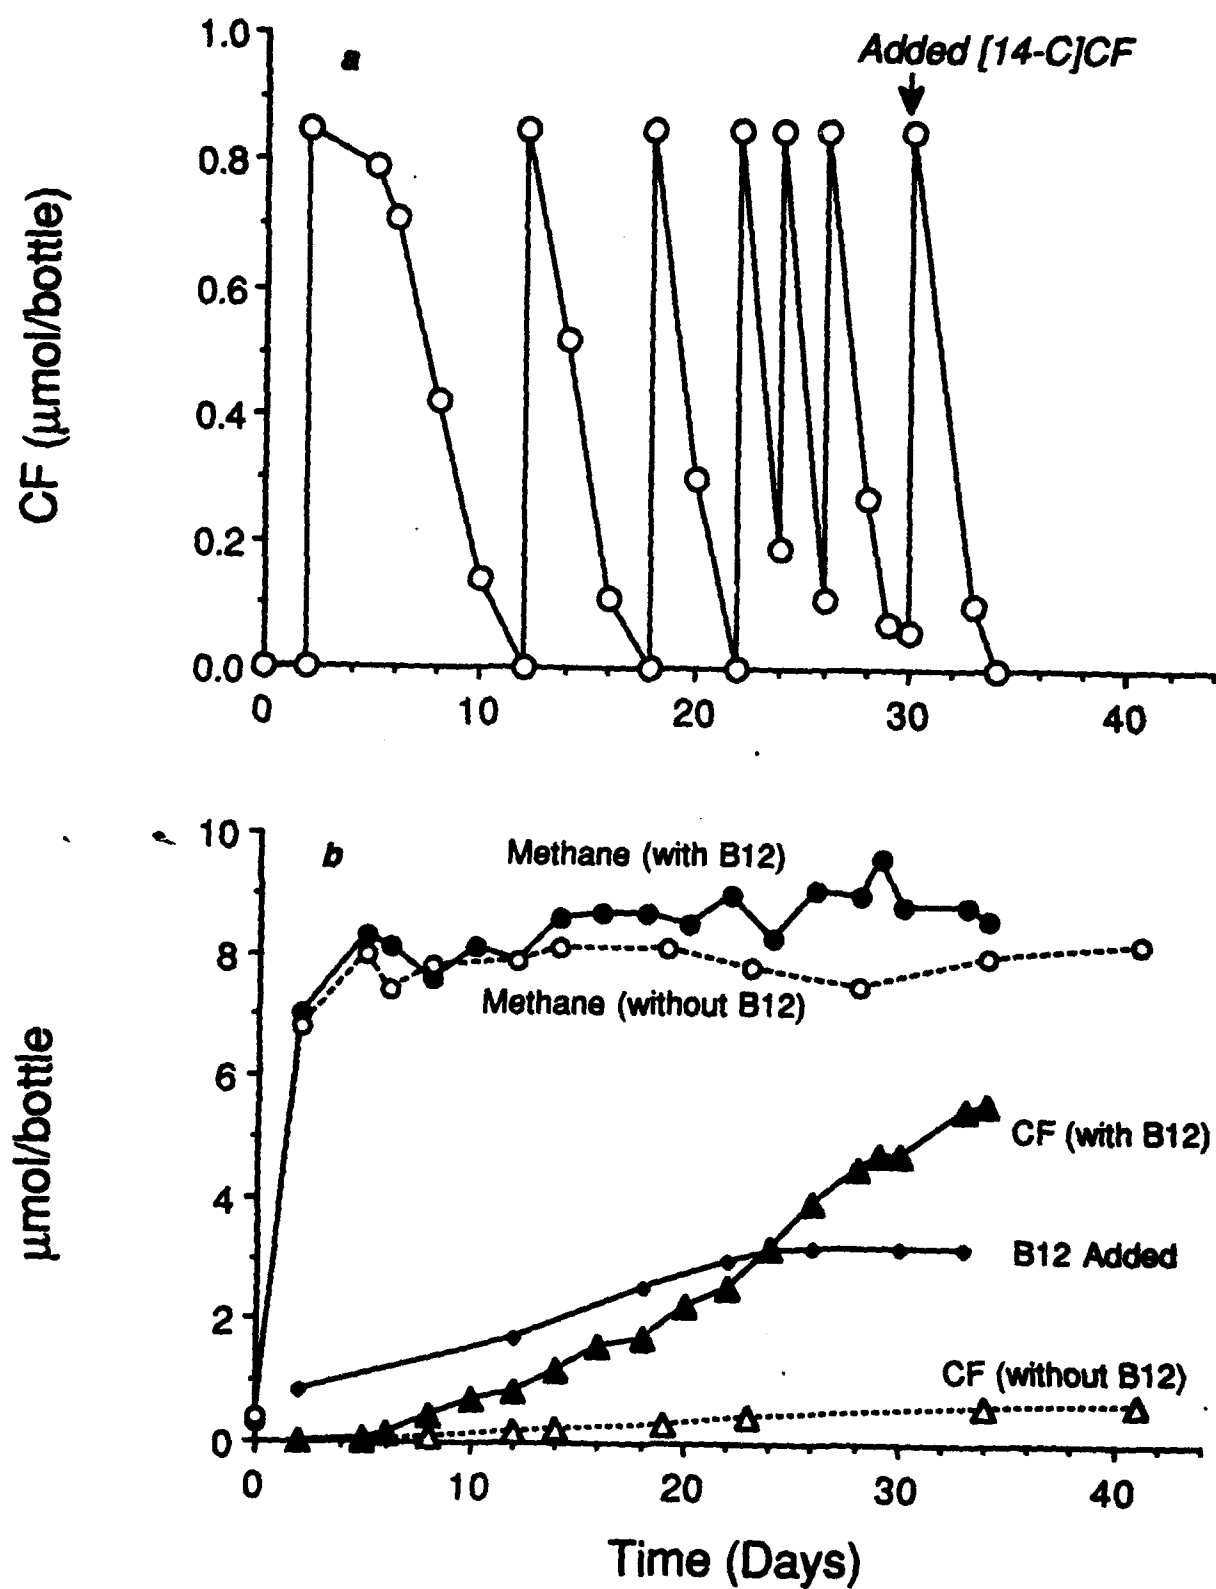 1.0
a
Added [14-C]CF
0.8
0.6
0.4
0.2
0.0
CF (μmol/bottle)
0 10 20 30 40
10
b
Methane (with B12)
8
Methane (without B12)
6
CF (with B12)
4
B12 Added
2
CF (without B12)
0
μmol/bottle
0 10 20 30 40
Time (Days)